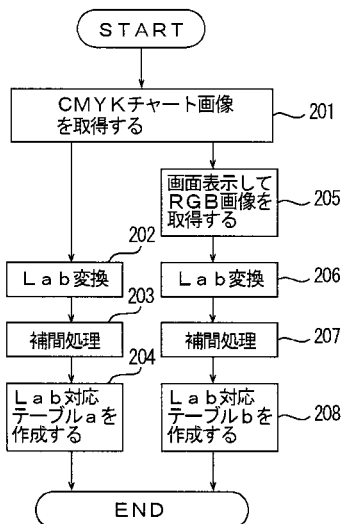 START
CMYKチャート画像
を取得する
201
画面表示して
RGB画像を
取得する
205
202
Lab変換
206
Lab変換
203
補間処理
207
補間処理
204
Lab対応
テーブルaを
作成する
208
Lab対応
テーブルbを
作成する
END